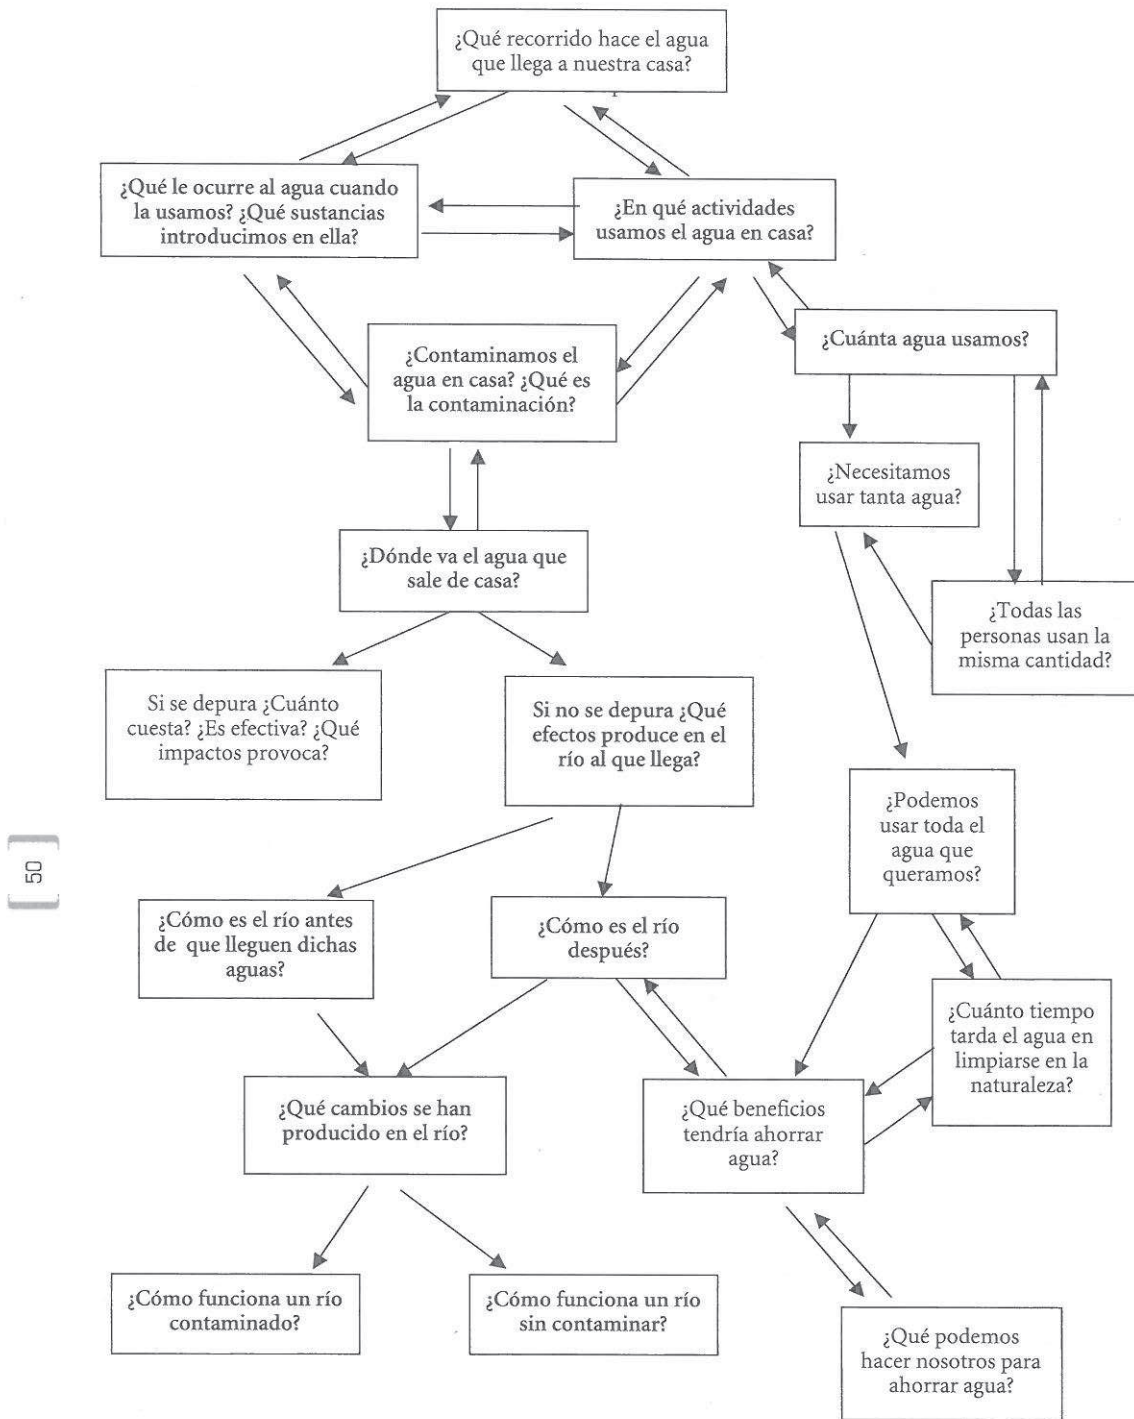 ¿Qué recorrido hace el agua
que llega a nuestra casa?
¿Qué le ocurre al agua cuando
la usamos? ¿Qué sustancias
introducimos en ella?
¿En qué actividades
usamos el agua en casa?
¿Contaminamos el
agua en casa? ¿Qué es
la contaminación?
¿Cuánta agua usamos?
¿Necesitamos
usar tanta agua?
¿Dónde va el agua que
sale de casa?
¿Todas las
personas usan la
misma cantidad?
Si se depura ¿Cuánto
cuesta? ¿Es efectiva? ¿Qué
impactos provoca?
Si no se depura ¿Qué
efectos produce en el
río al que llega?
¿Podemos
usar toda el
agua que
queramos?
50
¿Cómo es el río antes
de que lleguen dichas
aguas?
¿Cómo es el río
después?
¿Cuánto tiempo
tarda el agua en
limpiarse en la
naturaleza?
¿Qué cambios se han
producido en el río?
¿Qué beneficios
tendría ahorrar
agua?
¿Cómo funciona un río
contaminado?
¿Cómo funciona un río
sin contaminar?
¿Qué podemos
hacer nosotros para
ahorrar agua?